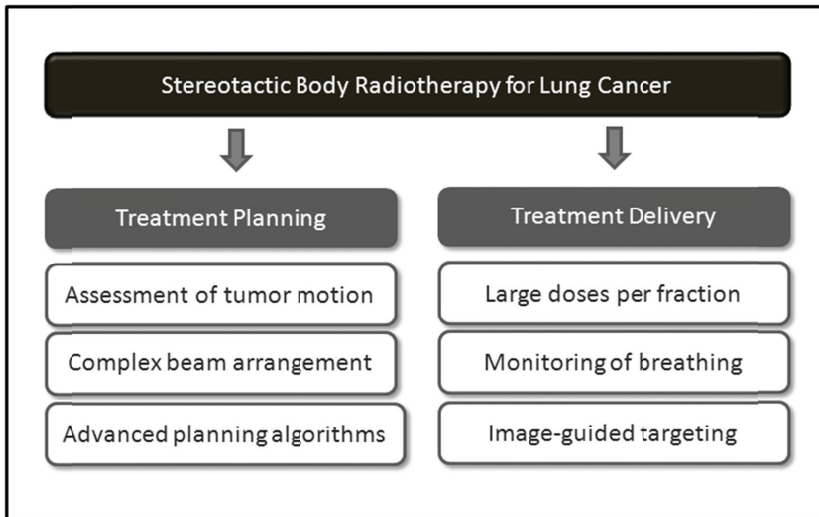 Stereotactic Body Radiotherapy for Lung Cancer
Treatment Planning
Assessment of tumor motion
Complex beam arrangement
Advanced planning algorithms
Treatment Delivery
Large doses per fraction
Monitoring of breathing
Image-guided targeting